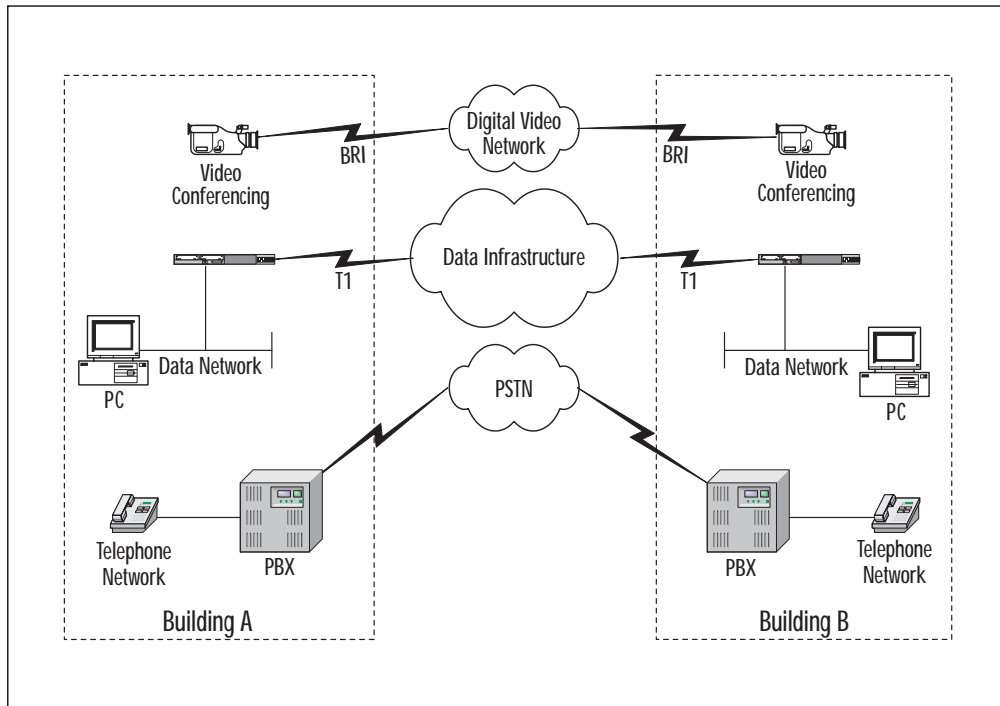 Digital Video
Network
BRI
BRI
Video
Conferencing
Video
Conferencing
Data Infrastructure
T1
T1
Data Network
Data Network
PC
PC
PSTN
Telephone
Network
PBX
PBX
Telephone
Network
Building A
Building B